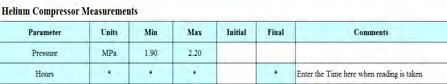 Helium Compressor Measurements
Parameter Units Min Max Initial Final Comments
Pressure MPa 1.90 2.20
Hours * * * * Enter the Time here when reading is taken